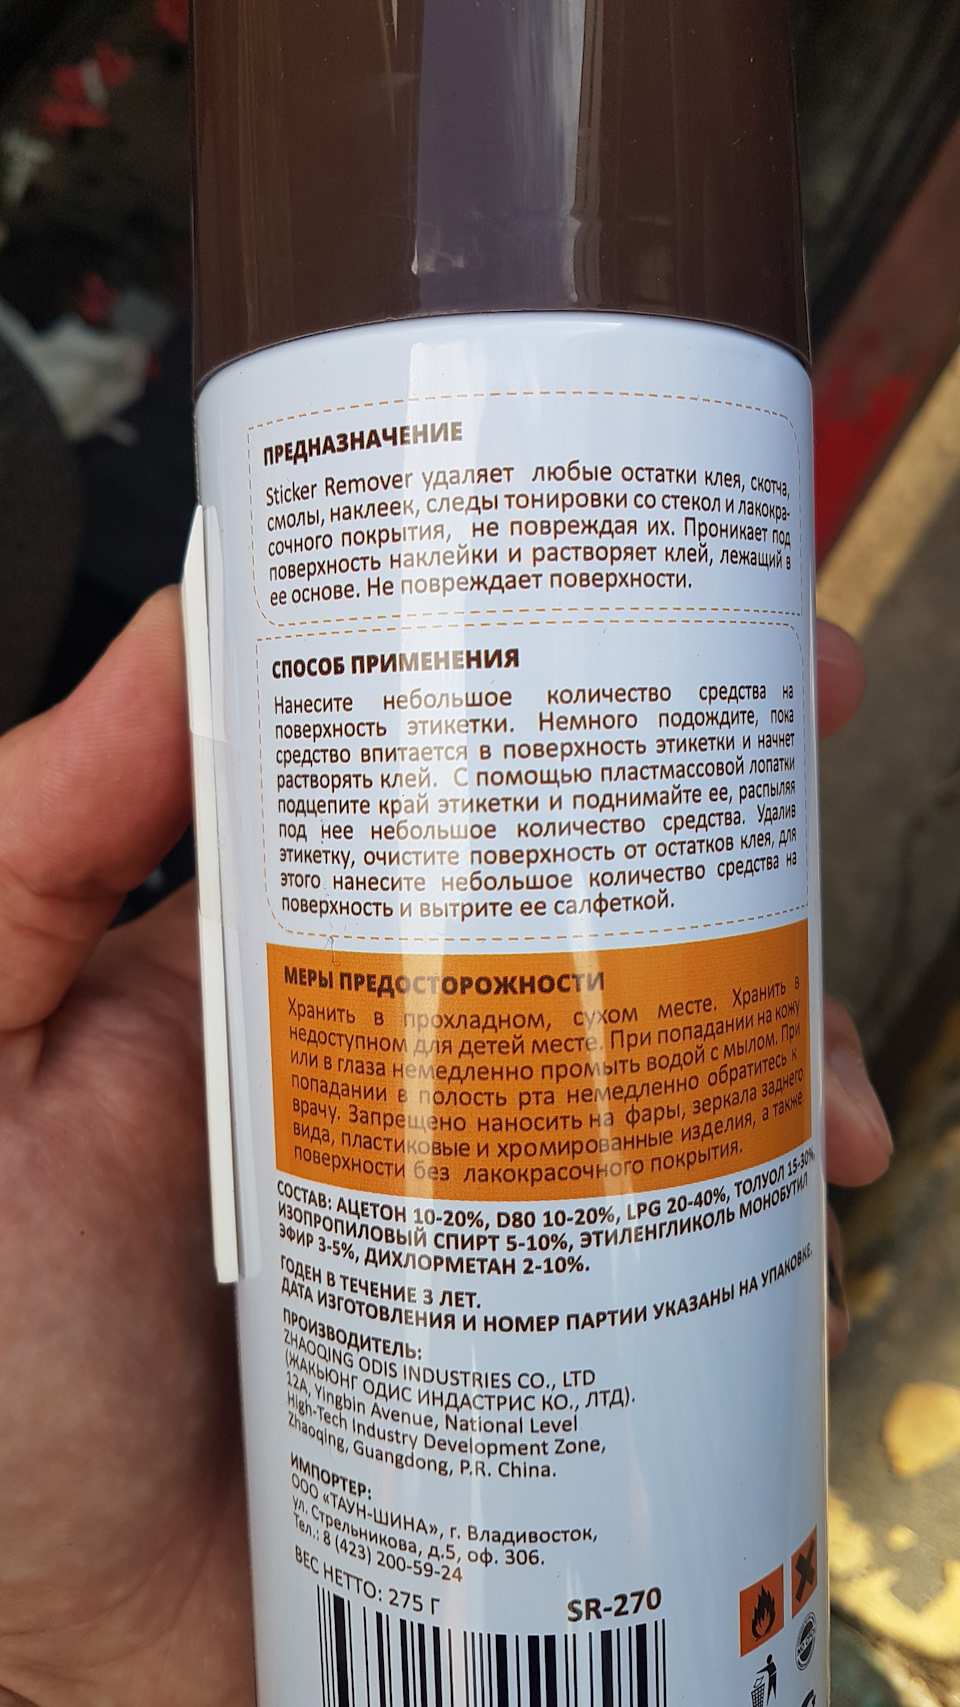 ПРЕДНАЗНАЧЕНИЕ
Sticker Remover удаляет любые остатки клея, скотча,
смолы, наклеек, следы тонировки со стекол и лакокра-
сочного покрытия, не повреждая их. Проникает под
поверхность наклейки и растворяет клей, лежащий в
ее основе. Не повреждает поверхности.
СПОСОБ ПРИМЕНЕНИЯ
Нанесите небольшое количество средства на
поверхность этикетки. Немного подождите, пока
средство впитается в поверхность этикетки и начнет
растворять клей. С помощью пластмассовой лопатки
подцепите край этикетки и поднимайте ее, распыляя
под нее небольшое количество средства. Удалив
этикетку, очистите поверхность от остатков клея, для
этого нанесите небольшое количество средства на
поверхность и вытрите ее салфеткой.
МЕРЫ ПРЕДОСТОРОЖНОСТИ
Хранить в прохладном, сухом месте. Хранить в
недоступном для детей месте. При попадании на кожу
или в глаза немедленно промыть водой с мылом. При
попадании в полость рта немедленно обратитесь к
врачу. Запрещено наносить на фары, зеркала заднего
вида, пластиковые и хромированные изделия, а также
поверхности без лакокрасочного покрытия.
СОСТАВ: АЦЕТОН 10-20%, D80 10-20%, LPG 20-40%, ТОЛУОЛ 15-30%,
ИЗОПРОПИЛОВЫЙ СПИРТ 5-10%, ЭТИЛЕНГЛИКОЛЬ МОНОБУТИЛ
ЭФИР 3-5%, ДИХЛОРМЕТАН 2-10%.
ГОДЕН В ТЕЧЕНИЕ 3 ЛЕТ.
ДАТА ИЗГОТОВЛЕНИЯ И НОМЕР ПАРТИИ УКАЗАНЫ НА УПАКОВКЕ.
ПРОИЗВОДИТЕЛЬ:
ZHAOQING ODIS INDUSTRIES CO., LTD
(ЖАКЬЮНГ ОДИС ИНДАСТРИС КО., ЛТД).
12A, Yingbin Avenue, National Level
High-Tech Industry Development Zone,
Zhaoqing, Guangdong, P.R. China.
ИМПОРТЕР:
ООО «ТАУН-ШИНА», г. Владивосток,
ул. Стрельникова, д.5, оф. 306.
Тел.: 8 (423) 200-59-24
ВЕС НЕТТО: 275 Г
SR-270